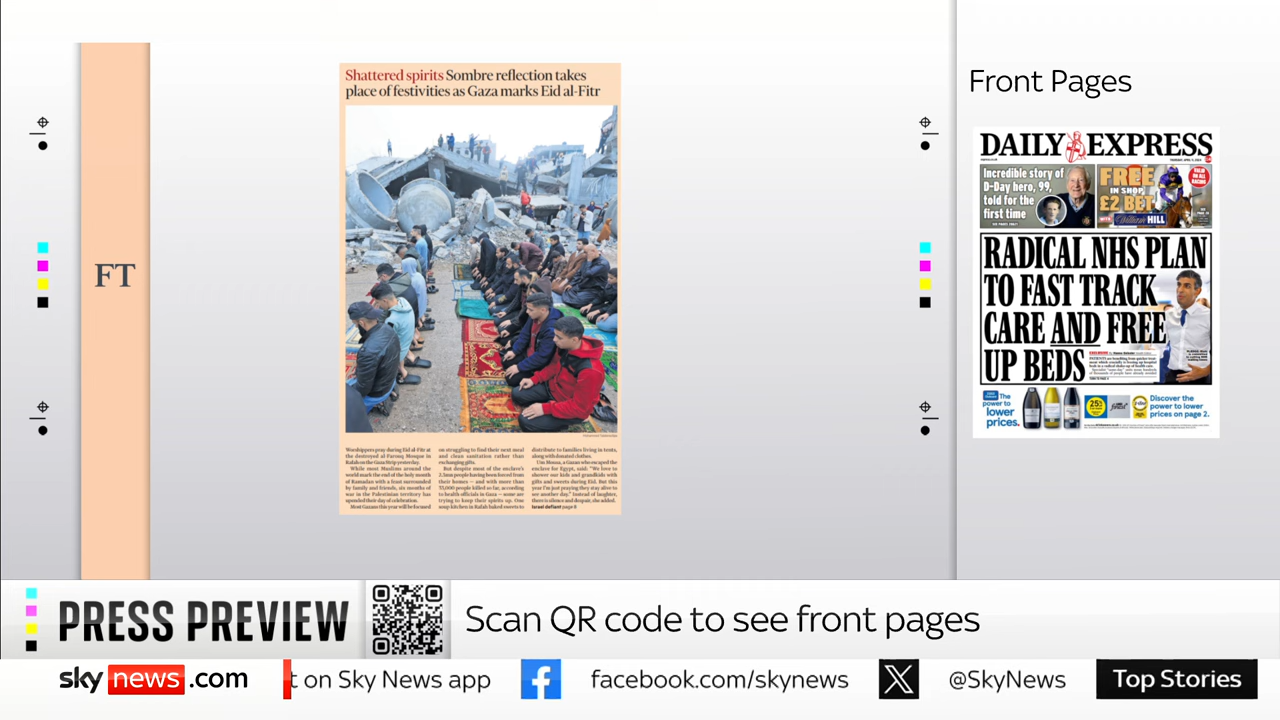 FT
Shattered spirits Sombre reflection takes
place of festivities as Gaza marks Eid al-Fitr
Worshippers pray during Eid al-Fitr at
the destroyed al-Farouq Mosque in
Rafah on the Gaza Strip yesterday.
While most Muslims around the
world mark the end of the holy month
of Ramadan with a feast surrounded
by family and friends, six months of
war in the Palestinian territory has
upended their day of celebration.
Most Gazans this year will be focused
on struggling to find their next meal
and clean sanitation rather than
exchanging gifts.
But despite most of the enclave's
people having been forced from
their homes — and with more than
33,000 people killed so far, according
to health officials in Gaza — some are
trying to keep their spirits up. One
soup kitchen in Rafah baked sweets to
distribute to families living in tents,
along with donated clothes.
Um Mousa, a Gazan who escaped the
enclave for Egypt, said: "We love to
shower our kids and grandkids with
gifts and sweets during Eid. But this
year I'm just praying they stay alive to
see another day." Instead of laughter,
there is silence and despair, she added.
Israel defiant page 8
Front Pages
DAILY EXPRESS
Incredible story of
D-Day hero, 99,
told for the
first time
FREE
IN SHOP
£2 BET
WITH William HILL
VALID
ON ALL
RACING
RADICAL NHS PLAN
TO FAST TRACK
CARE AND FREE
UP BEDS
The
power to
lower
prices.
25%
Discover the
power to lower
prices on page 2.
PRESS PREVIEW
Scan QR code to see front pages
sky news.com
t on Sky News app
facebook.com/skynews
X
@SkyNews
Top Stories